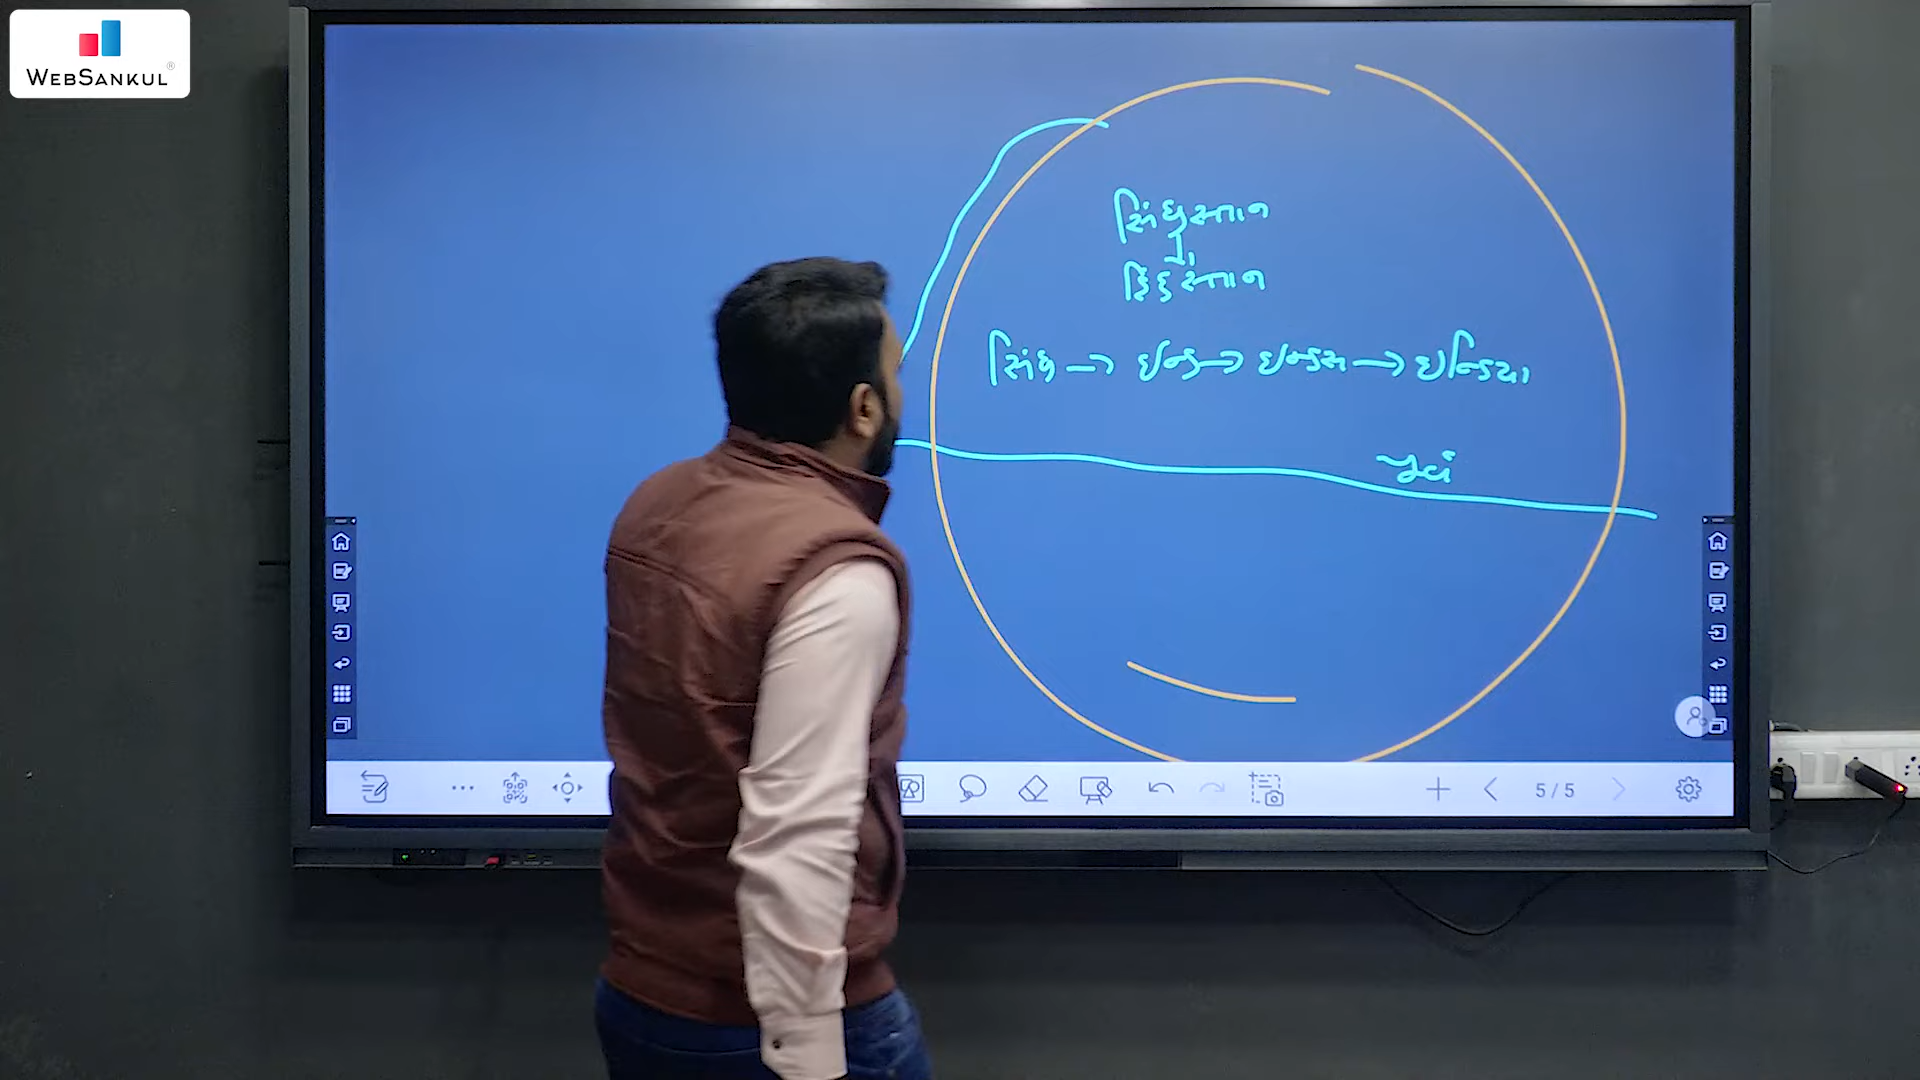 WEBSANKUL®
સિંધુસ્તાન
↓
હિંદુસ્તાન
સિંધુ → ઇન્ડ → ઇન્ડસ → ઇન્ડિયા
5/5